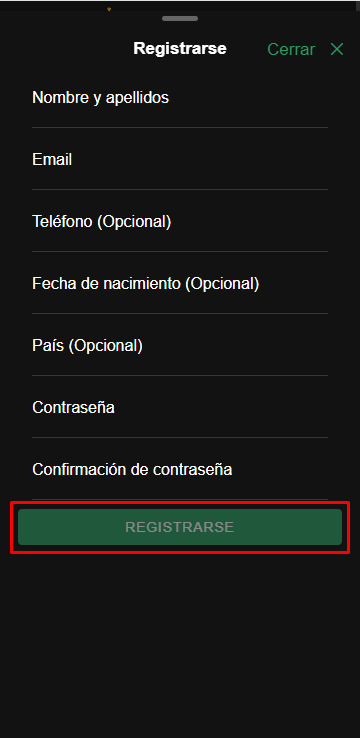 Registrarse
Cerrar
Nombre y apellidos
Email
Teléfono (Opcional)
Fecha de nacimiento (Opcional)
País (Opcional)
Contraseña
Confirmación de contraseña
REGISTRARSE